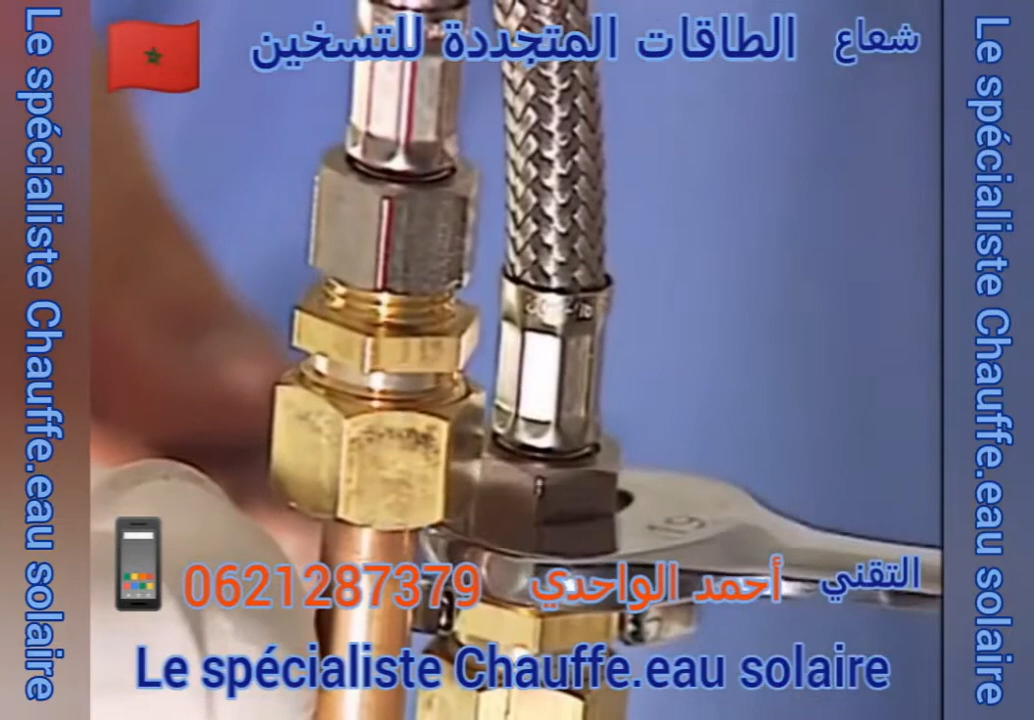 شعاع الطاقات المتجددة للتسخين
Le spécialiste Chauffe.eau solaire
Le spécialiste Chauffe.eau solaire
19
التقني أحمد الواحدي 0621287379
Le spécialiste Chauffe.eau solaire